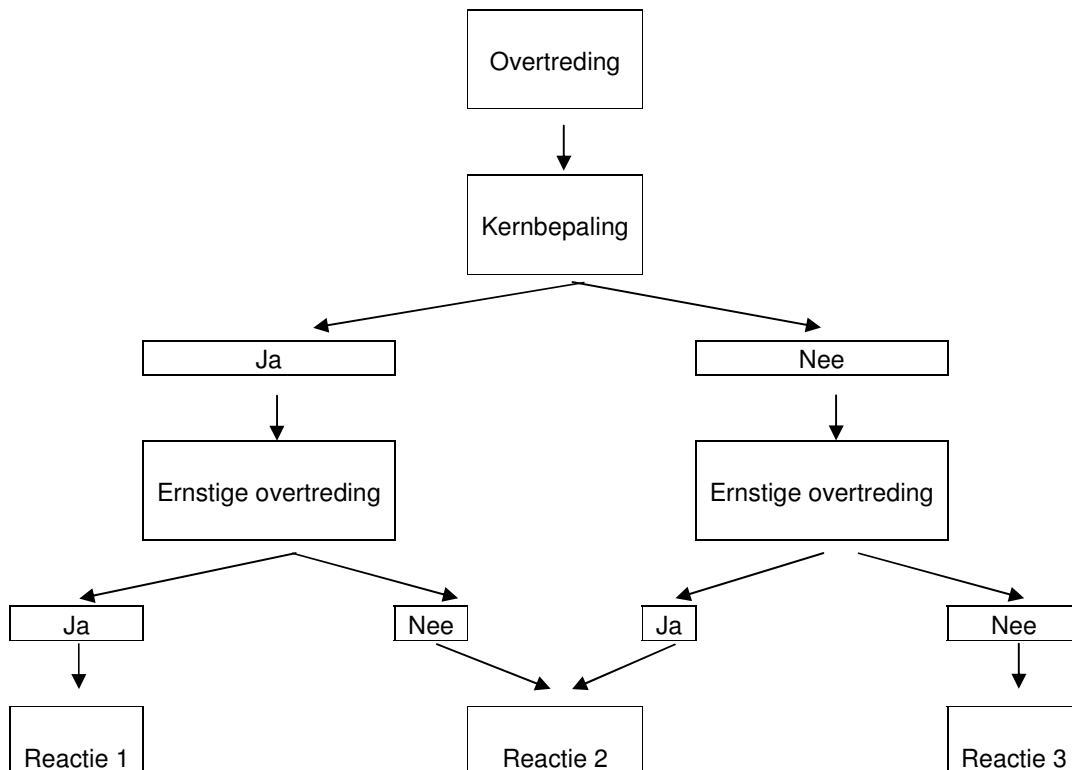 Overtreding
Kernbepaling
Ja
Nee
Ernstige overtreding
Ernstige overtreding
Ja
Nee
Ja
Nee
Reactie 1
Reactie 2
Reactie 3